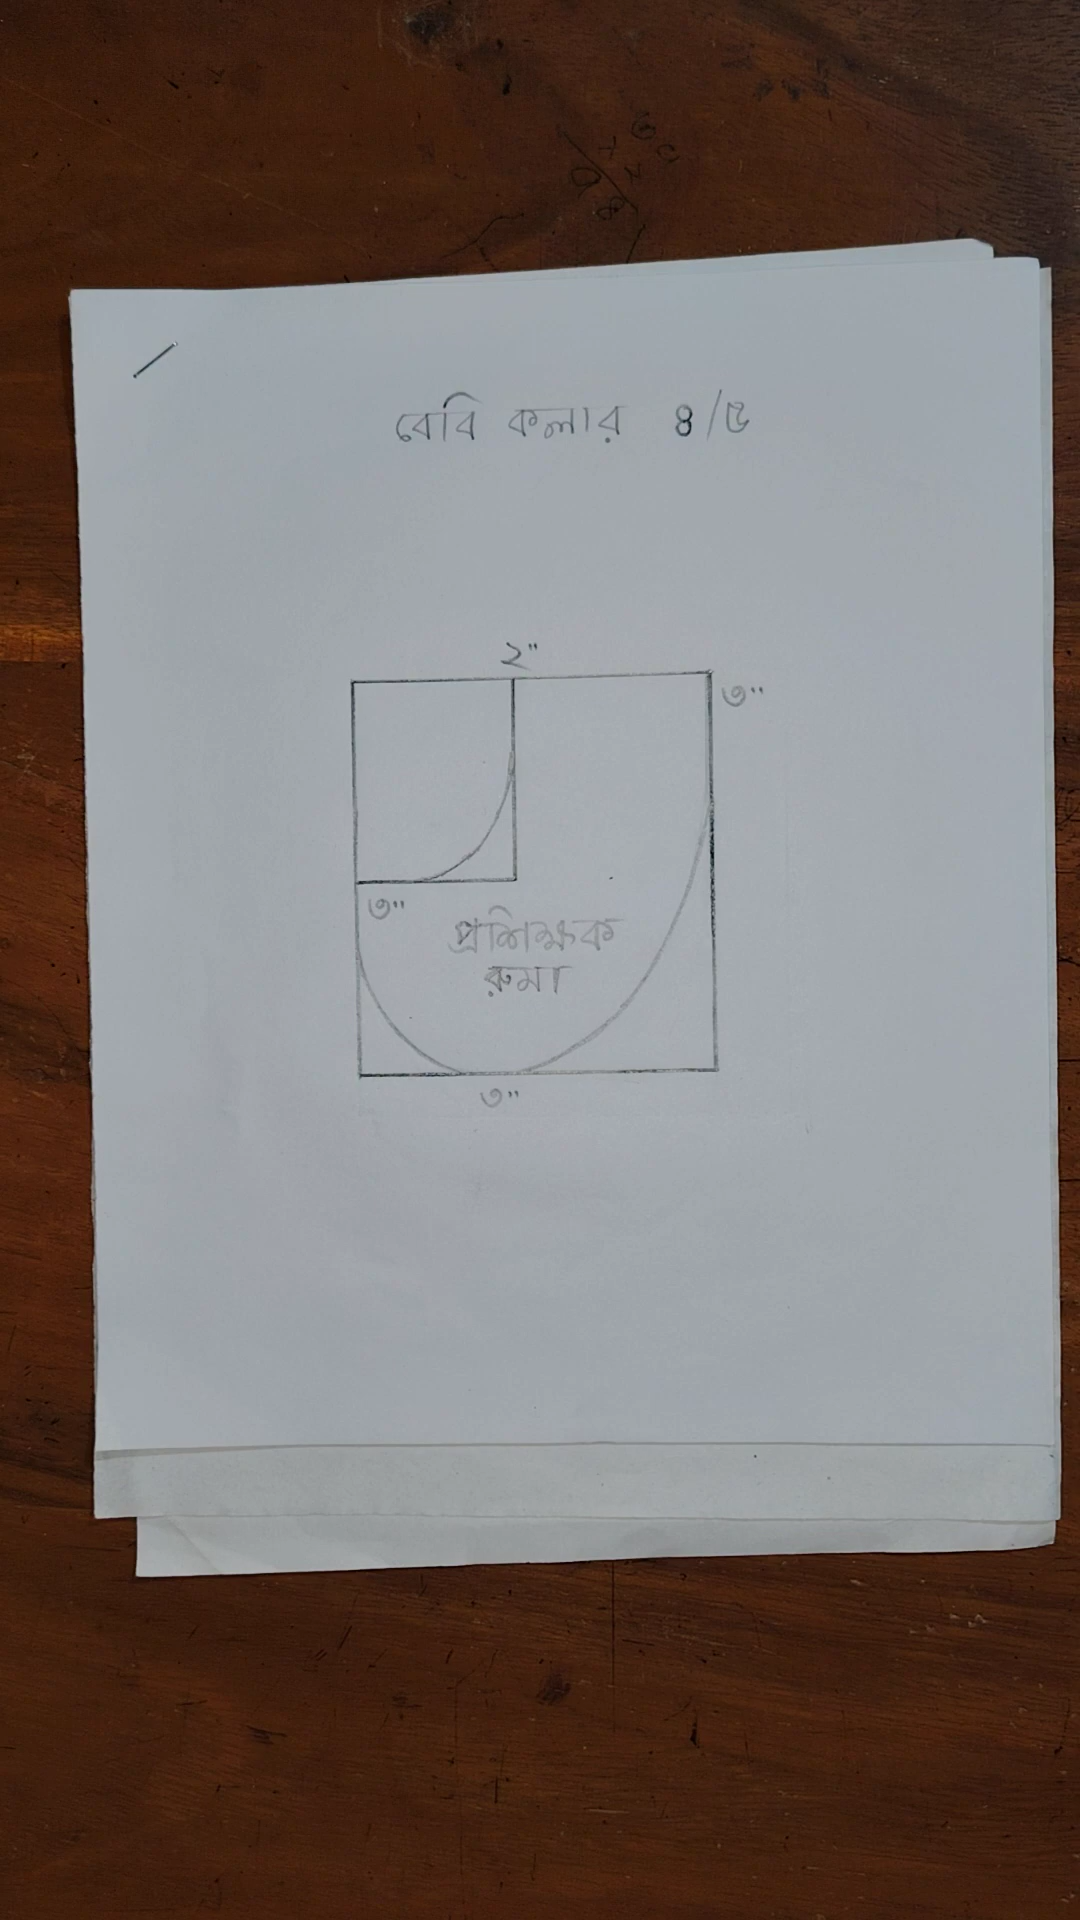 বেবি কলার ৪/৫
২"
৩"
৩"
প্রশিক্ষক
রুমা
৩"